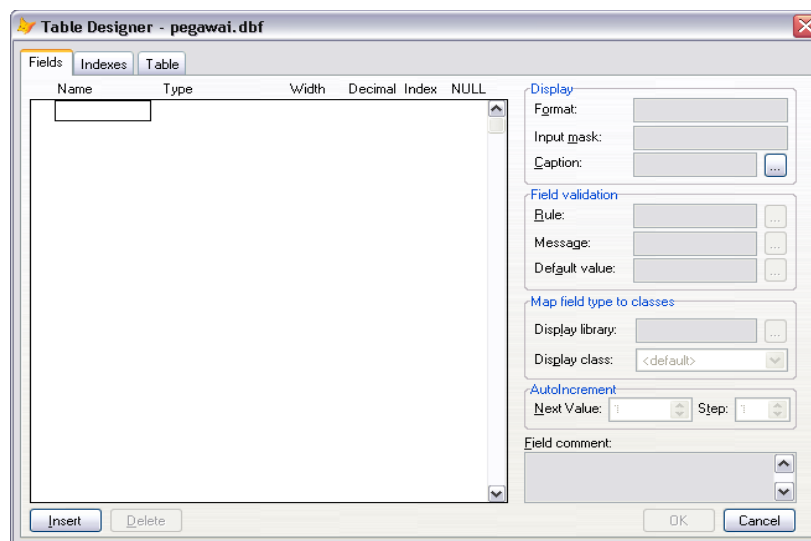 Table Designer - pegawai.dbf
Fields Indexes Table
Name Type Width Decimal Index NULL
Display
Format:
Input mask:
Caption: ...
Field validation
Rule: ...
Message: ...
Default value: ...
Map field type to classes
Display library: ...
Display class: <default>
AutoIncrement
Next Value: 1 Step: 1
Field comment:
Insert Delete OK Cancel